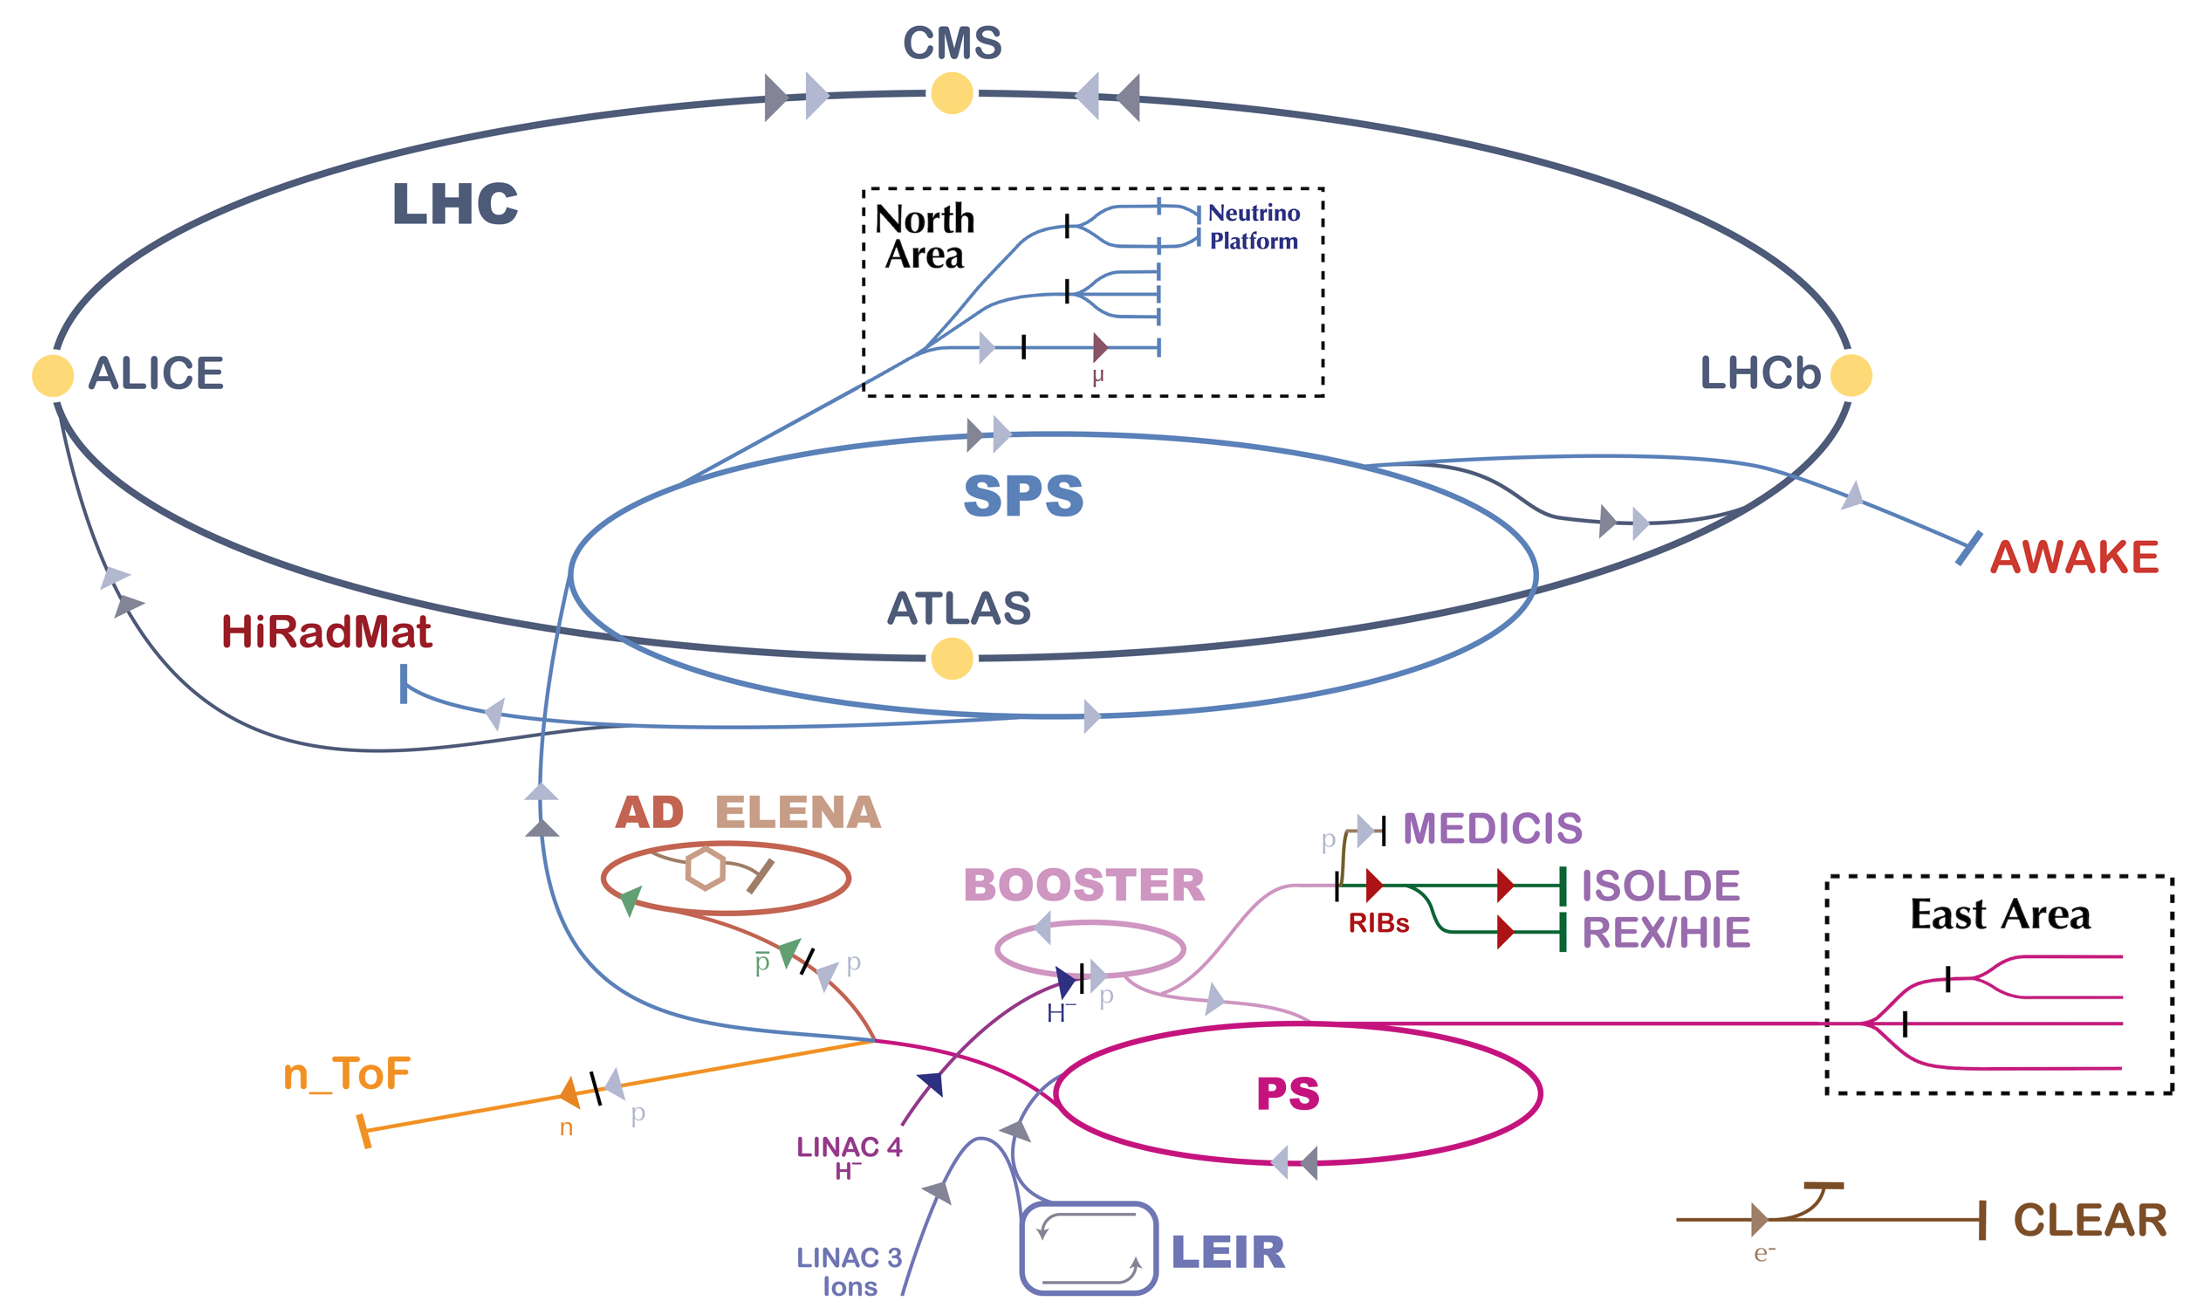 CMS
LHC
North
Area
Neutrino
Platform
μ
ALICE
LHCb
SPS
AWAKE
ATLAS
HiRadMat
AD ELENA
p̅
p
BOOSTER
H⁻
p
p
MEDICIS
ISOLDE
RIBs
REX/HIE
East Area
n_ToF
n
p
PS
LINAC 4
H⁻
LINAC 3
Ions
LEIR
CLEAR
e-